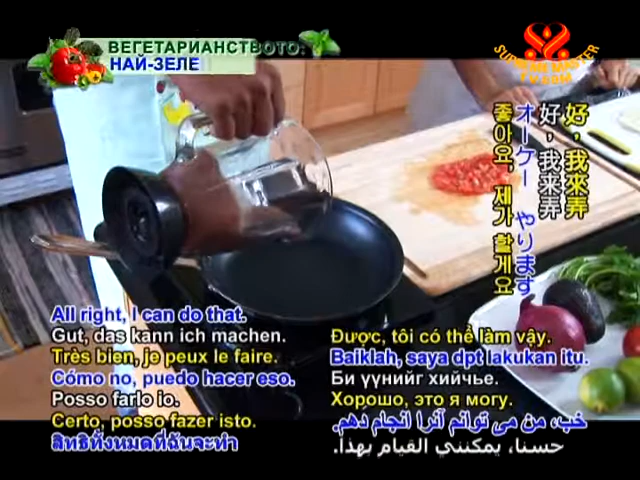 ВЕГЕТАРИАНСТВОТО:
НАЙ-ЗЕЛЕ
SUPREME MASTER
TV.COM
好，我來弄
好，我来弄
オーケー やります
좋아요, 제가 할게요
All right, I can do that.
Gut, das kann ich machen.
Très bien, je peux le faire.
Cómo no, puedo hacer eso.
Posso farlo io.
Certo, posso fazer isto.
สิทธิทั้งหมดที่ฉันจะทำ
Được, tôi có thể làm vậy.
Baiklah, saya dpt lakukan itu.
Би үүнийг хийчье.
Хорошо, это я могу.
خب، من می توانم آنرا انجام دهم.
حسنا، يمكنني القيام بهذا.